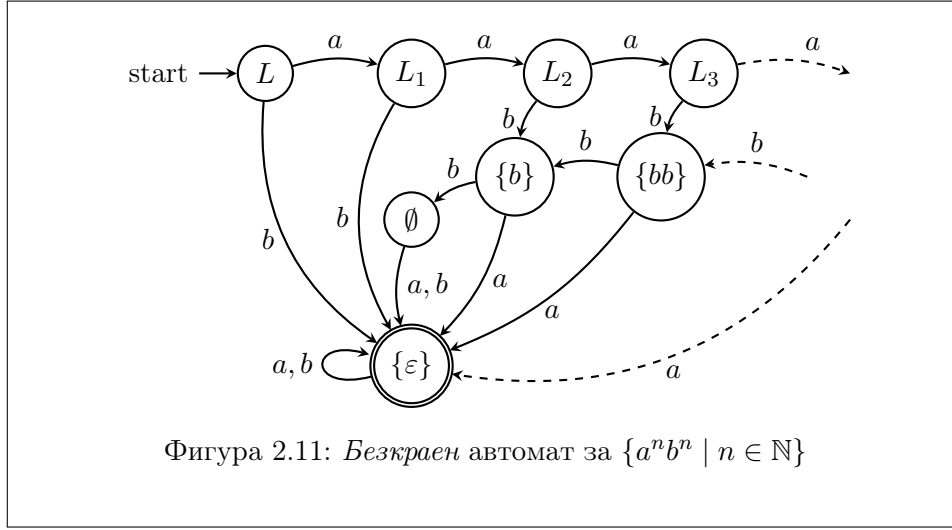 start L a L₁ a L₂ a L₃ a
b b b b
{b} b {bb} b
b ∅
b a, b a a a
a, b {ε}
Фигура 2.11: Безкраен автомат за {aⁿbⁿ | n ∈ ℕ}